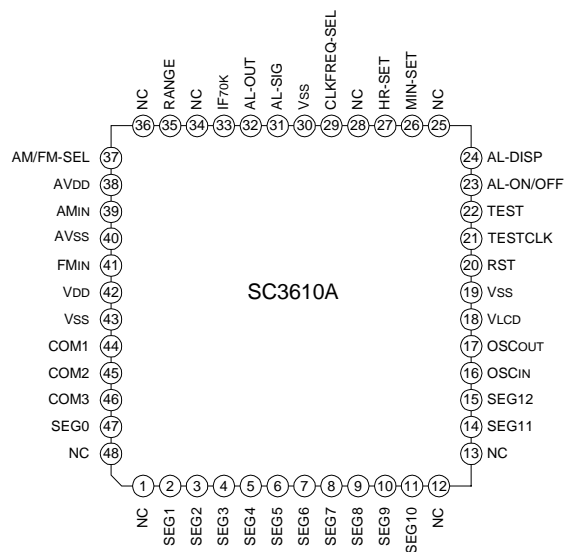 NC
RANGE
NC
IF70K
AL-OUT
AL-SIG
VSS
CLKFREQ-SEL
NC
HR-SET
MIN-SET
NC
36 35 34 33 32 31 30 29 28 27 26 25
AM/FM-SEL 37
AVDD 38
AMIN 39
AVSS 40
FMIN 41
VDD 42
VSS 43
COM1 44
COM2 45
COM3 46
SEG0 47
NC 48
SC3610A
24 AL-DISP
23 AL-ON/OFF
22 TEST
21 TESTCLK
20 RST
19 VSS
18 VLCD
17 OSCOUT
16 OSCIN
15 SEG12
14 SEG11
13 NC
1 2 3 4 5 6 7 8 9 10 11 12
NC
SEG1
SEG2
SEG3
SEG4
SEG5
SEG6
SEG7
SEG8
SEG9
SEG10
NC